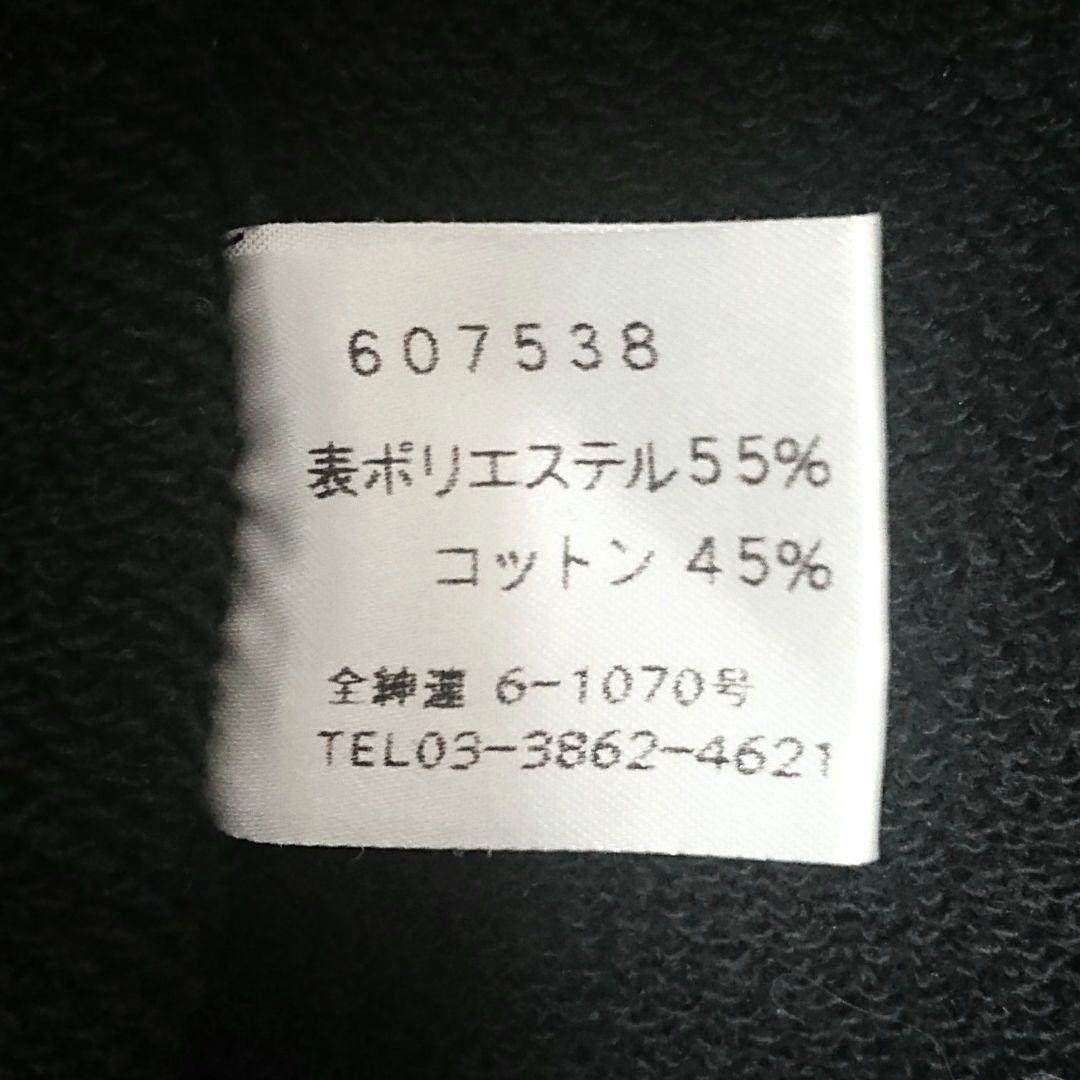 607538
表ポリエステル55%
コットン 45%
全紳連 6-1070号
TEL03-3862-4621